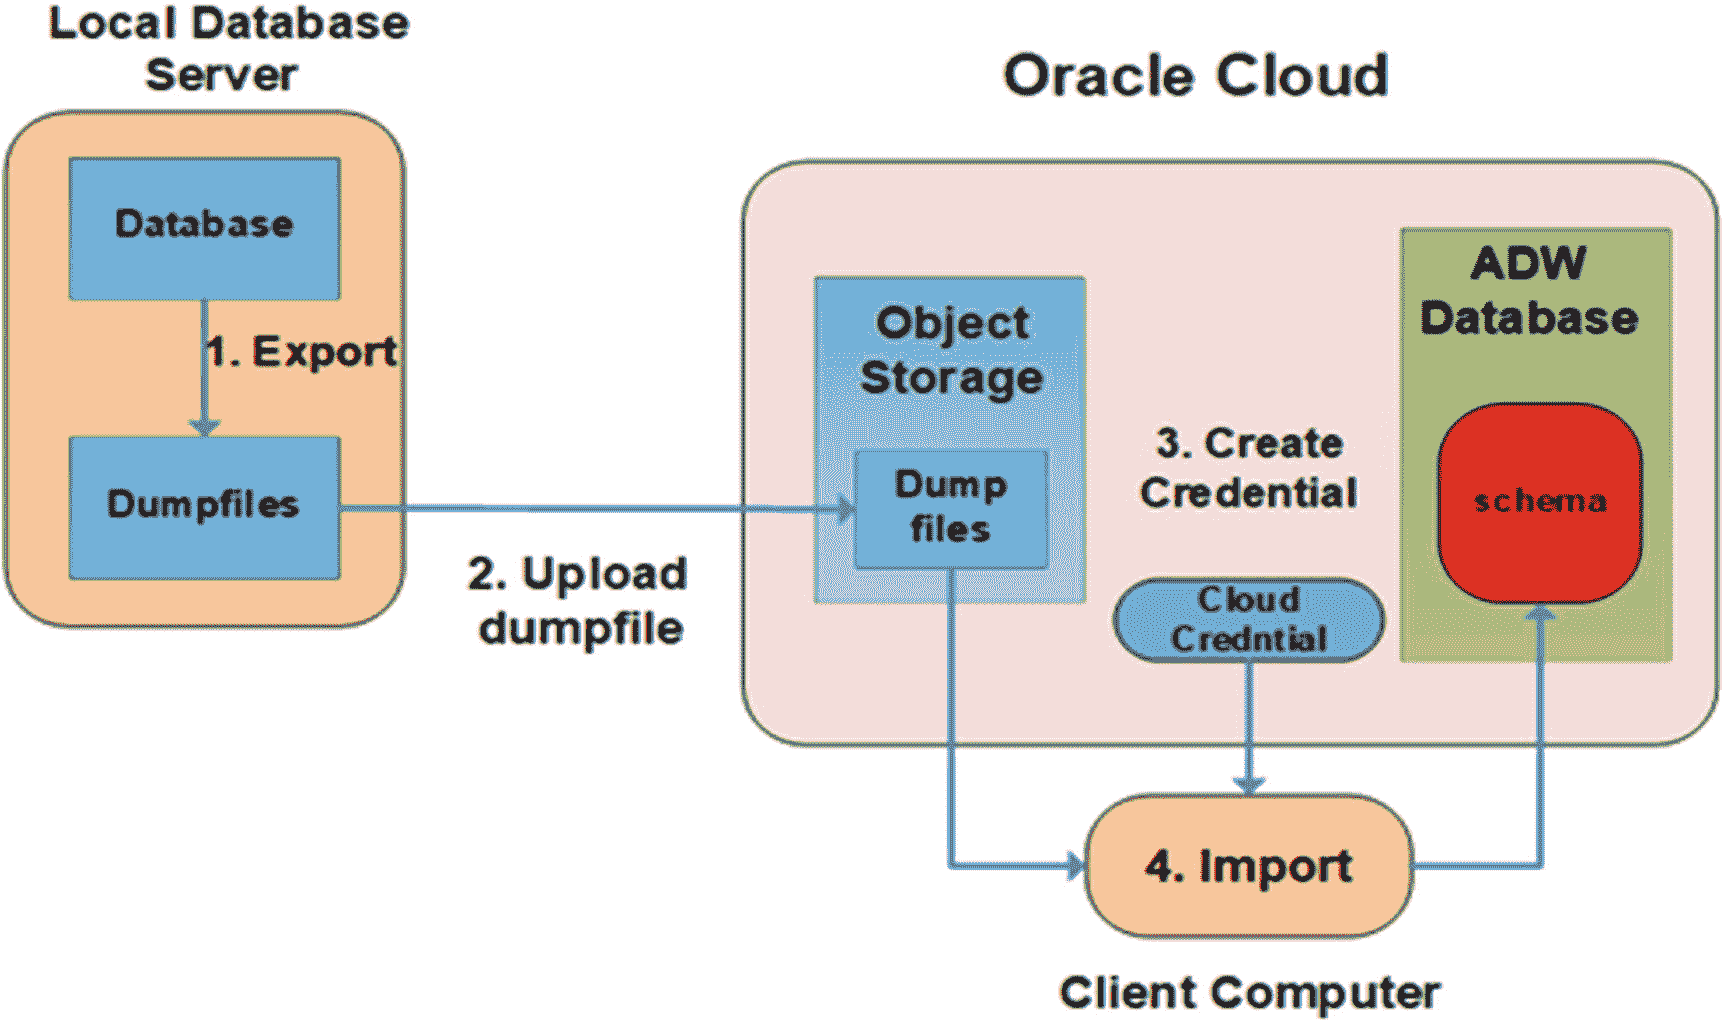 Local Database
Server
Database
1. Export
Dumpfiles
2. Upload
dumpfile
Oracle Cloud
Object
Storage
Dump
files
3. Create
Credential
Cloud
Credntial
ADW
Database
schema
4. Import
Client Computer